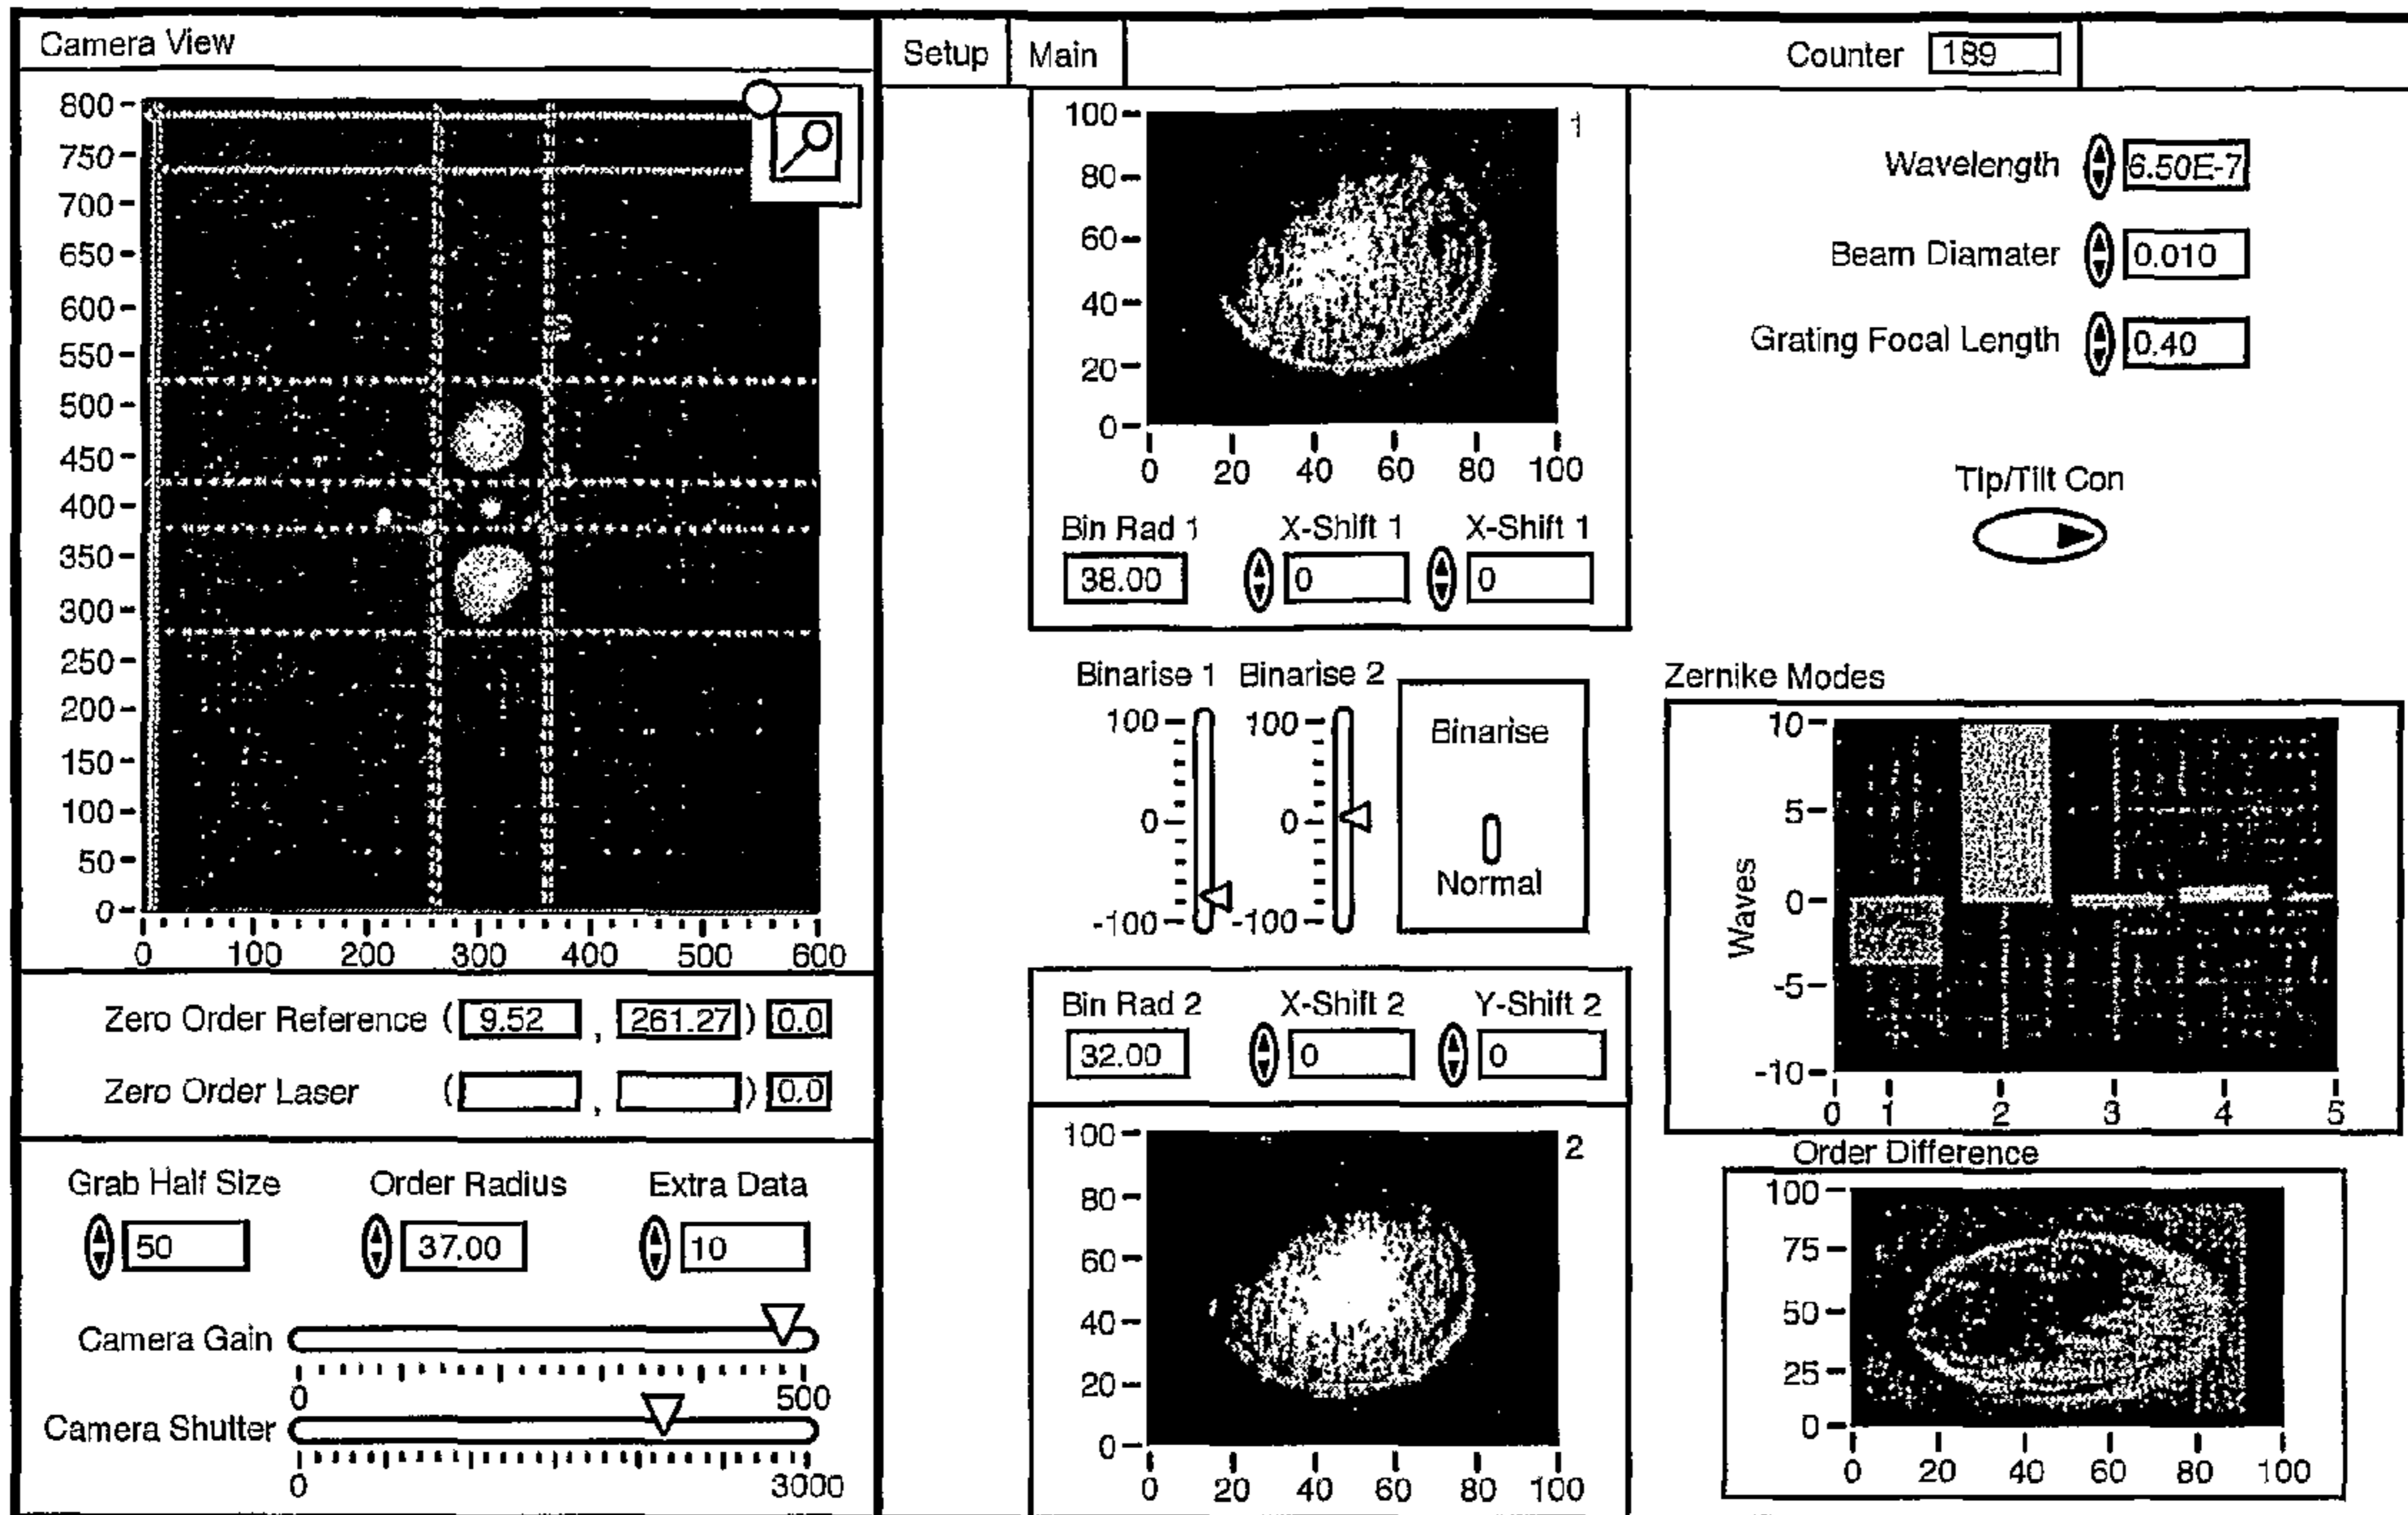 Camera View
Setup Main Counter 189
800
750
700
650
600
550
500
450
400
350
300
250
200
150
100
50
0
0 100 200 300 400 500 600
Zero Order Reference ( 9.52 , 261.27 ) 0.0
Zero Order Laser ( , ) 0.0
Grab Half Size Order Radius Extra Data
50 37.00 10
Camera Gain
0 500
Camera Shutter
0 3000
1
100
80
60
40
20
0
0 20 40 60 80 100
Bin Rad 1 X-Shift 1 X-Shift 1
38.00 0 0
Binarise 1 Binarise 2
100 100
0 0
-100 -100
Binarise
Normal
Bin Rad 2 X-Shift 2 Y-Shift 2
32.00 0 0
2
100
80
60
40
20
0
0 20 40 60 80 100
Wavelength 6.50E-7
Beam Diamater 0.010
Grating Focal Length 0.40
Tip/Tilt Con
Zernike Modes
Waves
10
5
0
-5
-10
0 1 2 3 4 5
Order Difference
100
75
50
25
0
0 20 40 60 80 100